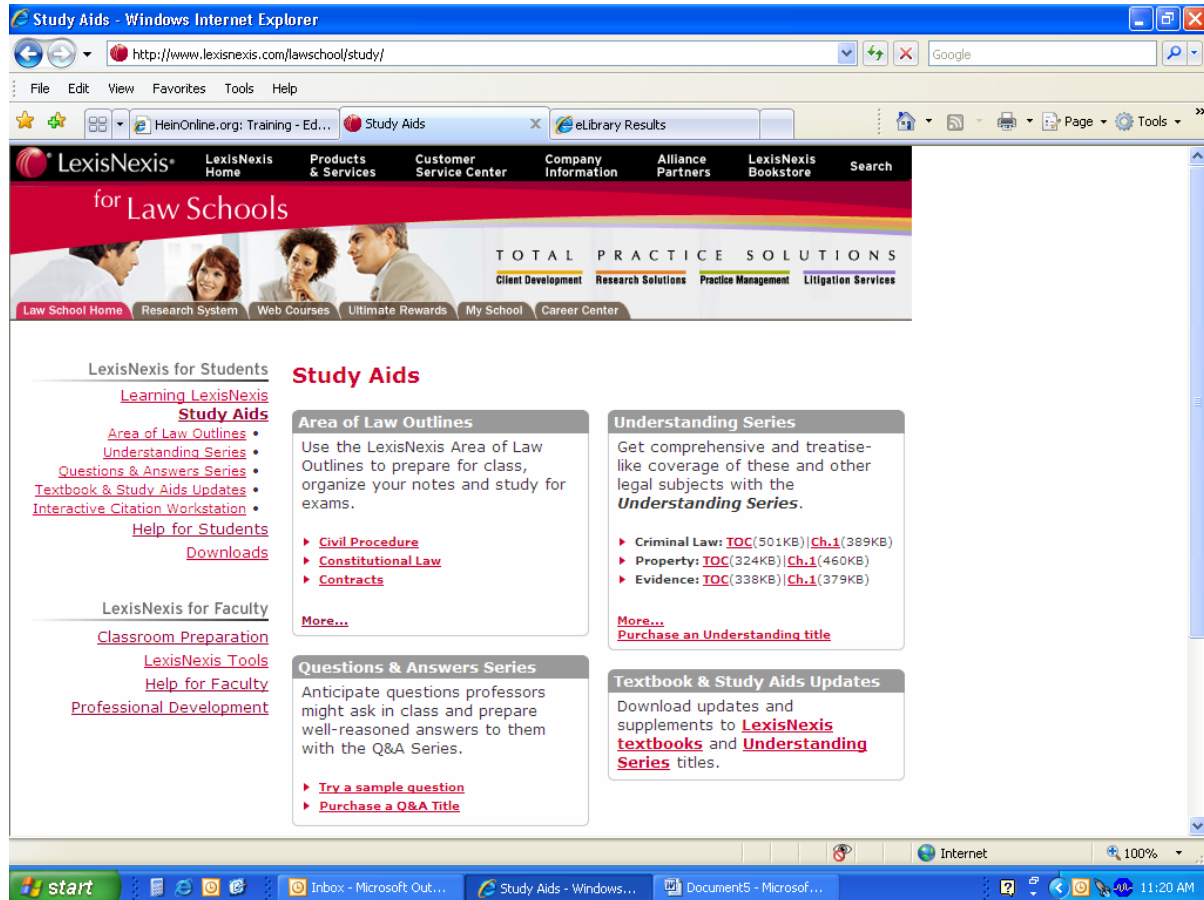 Study Aids - Windows Internet Explorer
http://www.lexisnexis.com/lawschool/study/
Google
File Edit View Favorites Tools Help
HeinOnline.org: Training - Ed...
Study Aids
eLibrary Results
Page
Tools
LexisNexis®
LexisNexis Home
Products & Services
Customer Service Center
Company Information
Alliance Partners
LexisNexis Bookstore
Search
for Law Schools
TOTAL PRACTICE SOLUTIONS
Client Development Research Solutions Practice Management Litigation Services
Law School Home Research System Web Courses Ultimate Rewards My School Career Center
LexisNexis for Students
Learning LexisNexis
Study Aids
Area of Law Outlines •
Understanding Series •
Questions & Answers Series •
Textbook & Study Aids Updates •
Interactive Citation Workstation •
Help for Students
Downloads
LexisNexis for Faculty
Classroom Preparation
LexisNexis Tools
Help for Faculty
Professional Development
Study Aids
Area of Law Outlines
Use the LexisNexis Area of Law
Outlines to prepare for class,
organize your notes and study for
exams.
Civil Procedure
Constitutional Law
Contracts
More...
Understanding Series
Get comprehensive and treatise-
like coverage of these and other
legal subjects with the
Understanding Series.
Criminal Law: TOC(501KB)|Ch.1(389KB)
Property: TOC(324KB)|Ch.1(460KB)
Evidence: TOC(338KB)|Ch.1(379KB)
More...
Purchase an Understanding title
Questions & Answers Series
Anticipate questions professors
might ask in class and prepare
well-reasoned answers to them
with the Q&A Series.
Try a sample question
Purchase a Q&A Title
Textbook & Study Aids Updates
Download updates and
supplements to LexisNexis
textbooks and Understanding
Series titles.
Internet
100%
start
Inbox - Microsoft Out...
Study Aids - Windows...
Document5 - Microsof...
11:20 AM